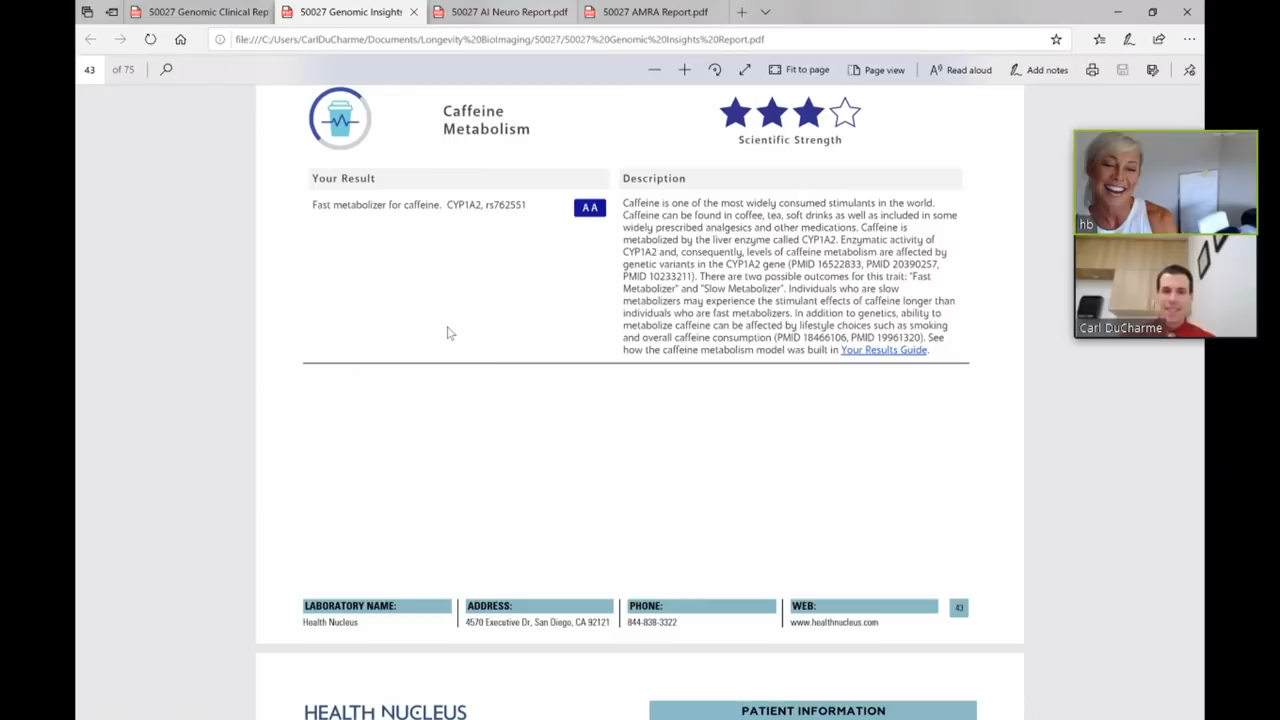 50027 Genomic Clinical Rep
50027 Genomic Insights
50027 AI Neuro Report.pdf
50027 AMRA Report.pdf
file:///C:/Users/CarlDuCharme/Documents/Longevity%20BioImaging/50027/50027%20Genomic%20Insights%20Report.pdf
43 of 75
Fit to page
Page view
Read aloud
Add notes
Caffeine
Metabolism
Scientific Strength
Your Result
Fast metabolizer for caffeine. CYP1A2, rs762551
AA
Description
Caffeine is one of the most widely consumed stimulants in the world.
Caffeine can be found in coffee, tea, soft drinks as well as included in some
widely prescribed analgesics and other medications. Caffeine is
metabolized by the liver enzyme called CYP1A2. Enzymatic activity of
CYP1A2 and, consequently, levels of caffeine metabolism are affected by
genetic variants in the CYP1A2 gene (PMID 16522833, PMID 20390257,
PMID 10233211). There are two possible outcomes for this trait: "Fast
Metabolizer" and "Slow Metabolizer". Individuals who are slow
metabolizers may experience the stimulant effects of caffeine longer than
individuals who are fast metabolizers. In addition to genetics, ability to
metabolize caffeine can be affected by lifestyle choices such as smoking
and overall caffeine consumption (PMID 18466106, PMID 19961320). See
how the caffeine metabolism model was built in Your Results Guide.
hb
Carl DuCharme
LABORATORY NAME:
Health Nucleus
ADDRESS:
4570 Executive Dr, San Diego, CA 92121
PHONE:
844-838-3322
WEB:
www.healthnucleus.com
43
HEALTH NUCLEUS
PATIENT INFORMATION